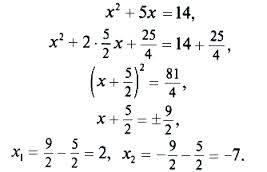 x² + 5x = 14,
x² + 2 · 5/2 x + 25/4 = 14 + 25/4,
(x + 5/2)² = 81/4,
x + 5/2 = ± 9/2,
x₁ = 9/2 − 5/2 = 2, x₂ = − 9/2 − 5/2 = −7.